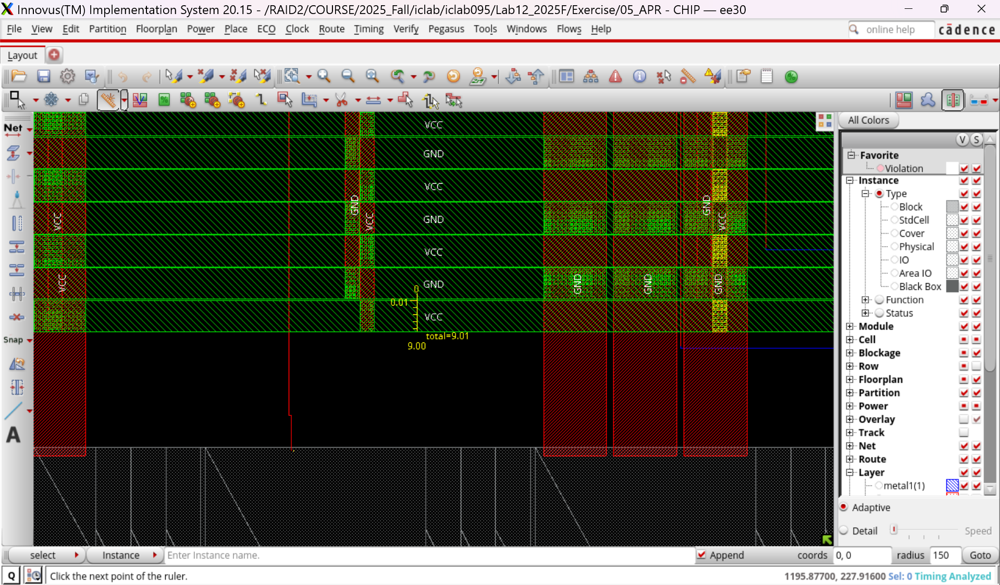 Innovus(TM) Implementation System 20.15 - /RAID2/COURSE/2025_Fall/iclab/iclab095/Lab12_2025F/Exercise/05_APR - CHIP — ee30
File View Edit Partition Floorplan Power Place ECO Clock Route Timing Verify Pegasus Tools Windows Flows Help
online help
cādence
Layout
Net
Snap
A
VCC
GND
VCC
GND
VCC
GND
VCC
VCC
VCC
GND
VCC
GND
VCC
GND
GND
GND
0
0.01
total=9.01
9.00
All Colors
V S
Favorite
Violation
Instance
Type
Block
StdCell
Cover
Physical
IO
Area IO
Black Box
Function
Status
Module
Cell
Blockage
Row
Floorplan
Partition
Power
Overlay
Track
Net
Route
Layer
metal1(1)
Adaptive
Detail Speed
select Instance Enter Instance name. Append coords 0, 0 radius 150 Goto
Q Click the next point of the ruler. 1195.87700, 227.91600 Sel: 0 Timing Analyzed